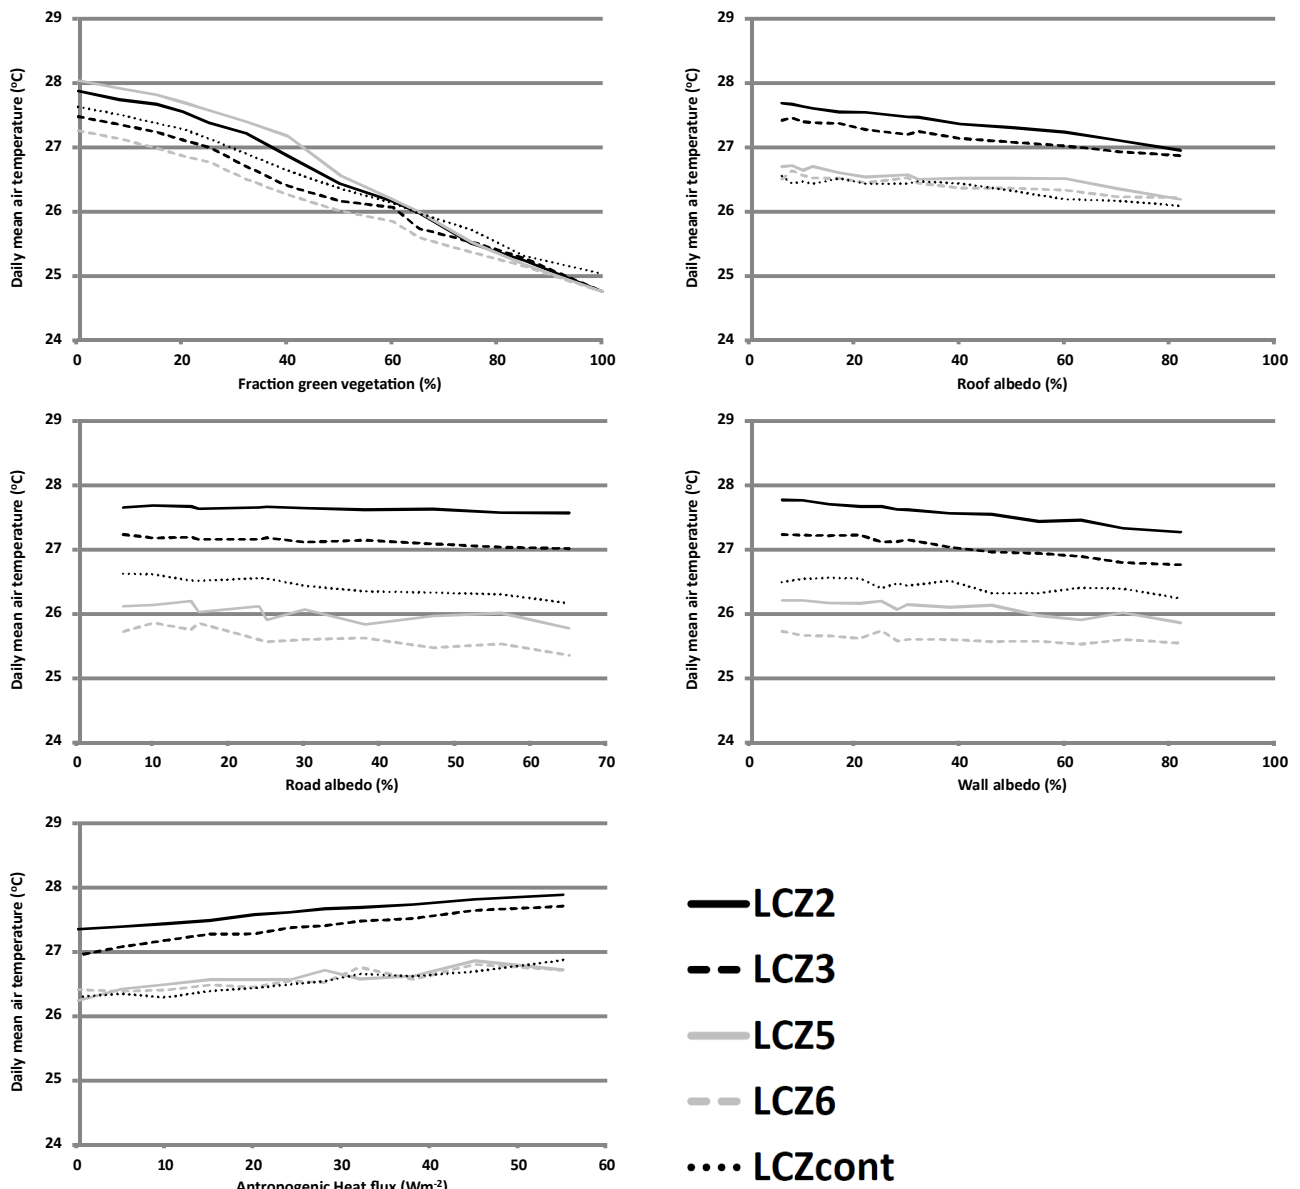 29
28
27
26
25
24
0 20 40 60 80 100
Daily mean air temperature (°C)
Fraction green vegetation (%)
29
28
27
26
25
24
0 20 40 60 80 100
Daily mean air temperature (°C)
Roof albedo (%)
29
28
27
26
25
24
0 10 20 30 40 50 60 70
Daily mean air temperature (°C)
Road albedo (%)
29
28
27
26
25
24
0 20 40 60 80 100
Daily mean air temperature (°C)
Wall albedo (%)
29
28
27
26
25
24
0 10 20 30 40 50 60
Daily mean air temperature (°C)
Antropogenic Heat flux (Wm-2)
LCZ2
LCZ3
LCZ5
LCZ6
LCZcont